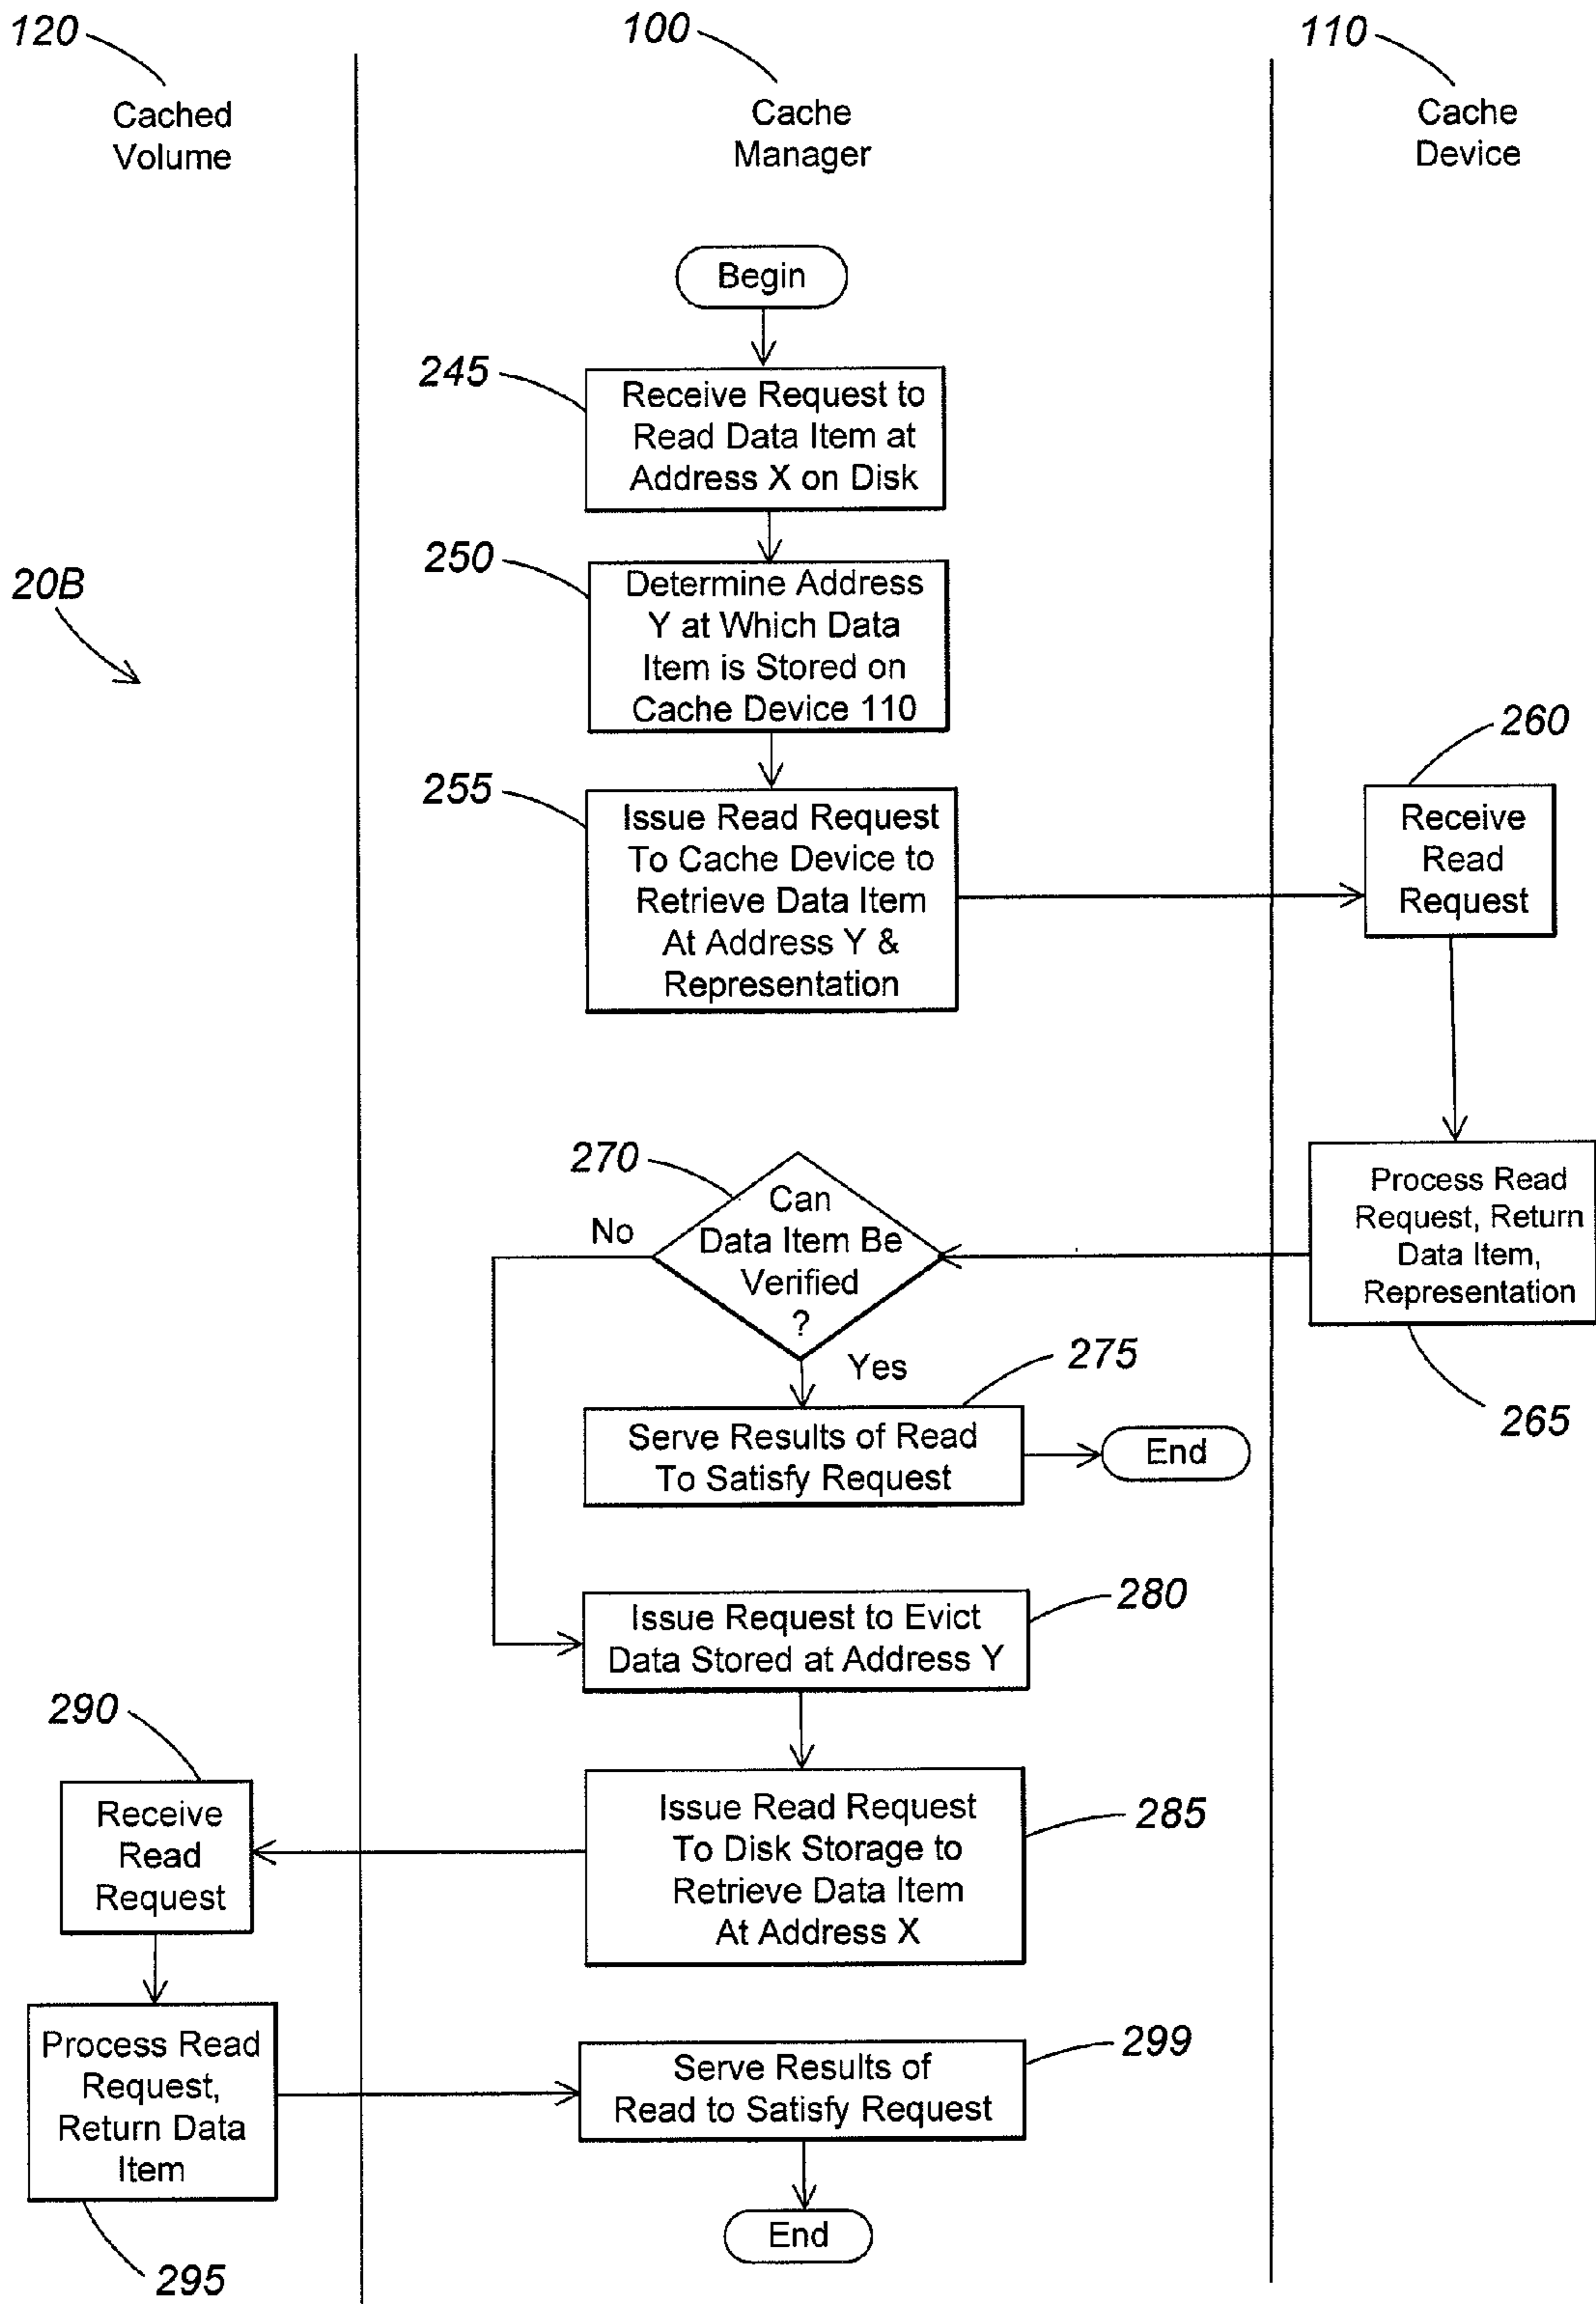 120
100
110
Cached
Volume
Cache
Manager
Cache
Device
Begin
245
Receive Request to
Read Data Item at
Address X on Disk
250
Determine Address
Y at Which Data
Item is Stored on
Cache Device 110
20B
255
Issue Read Request
To Cache Device to
Retrieve Data Item
At Address Y &
Representation
260
Receive
Read
Request
270
Can
Data Item Be
Verified
?
No
Yes
Process Read
Request, Return
Data Item,
Representation
265
275
Serve Results of Read
To Satisfy Request
End
280
Issue Request to Evict
Data Stored at Address Y
285
Issue Read Request
To Disk Storage to
Retrieve Data Item
At Address X
290
Receive
Read
Request
Process Read
Request,
Return Data
Item
295
299
Serve Results of
Read to Satisfy Request
End